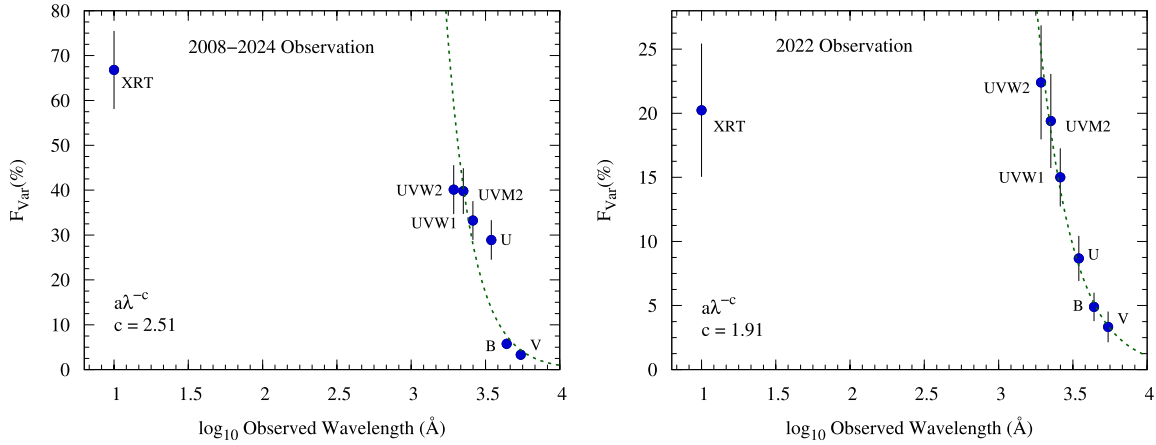 80
70
60
50
40
30
20
10
0
F_Var(%)
2008−2024 Observation
XRT
UVW2
UVM2
UVW1
U
B
V
aλ^−c
c = 2.51
1
1.5
2
2.5
3
3.5
4
log10 Observed Wavelength (Å)
25
20
15
10
5
0
F_Var(%)
2022 Observation
XRT
UVW2
UVM2
UVW1
U
B
V
aλ^−c
c = 1.91
1
1.5
2
2.5
3
3.5
4
log10 Observed Wavelength (Å)